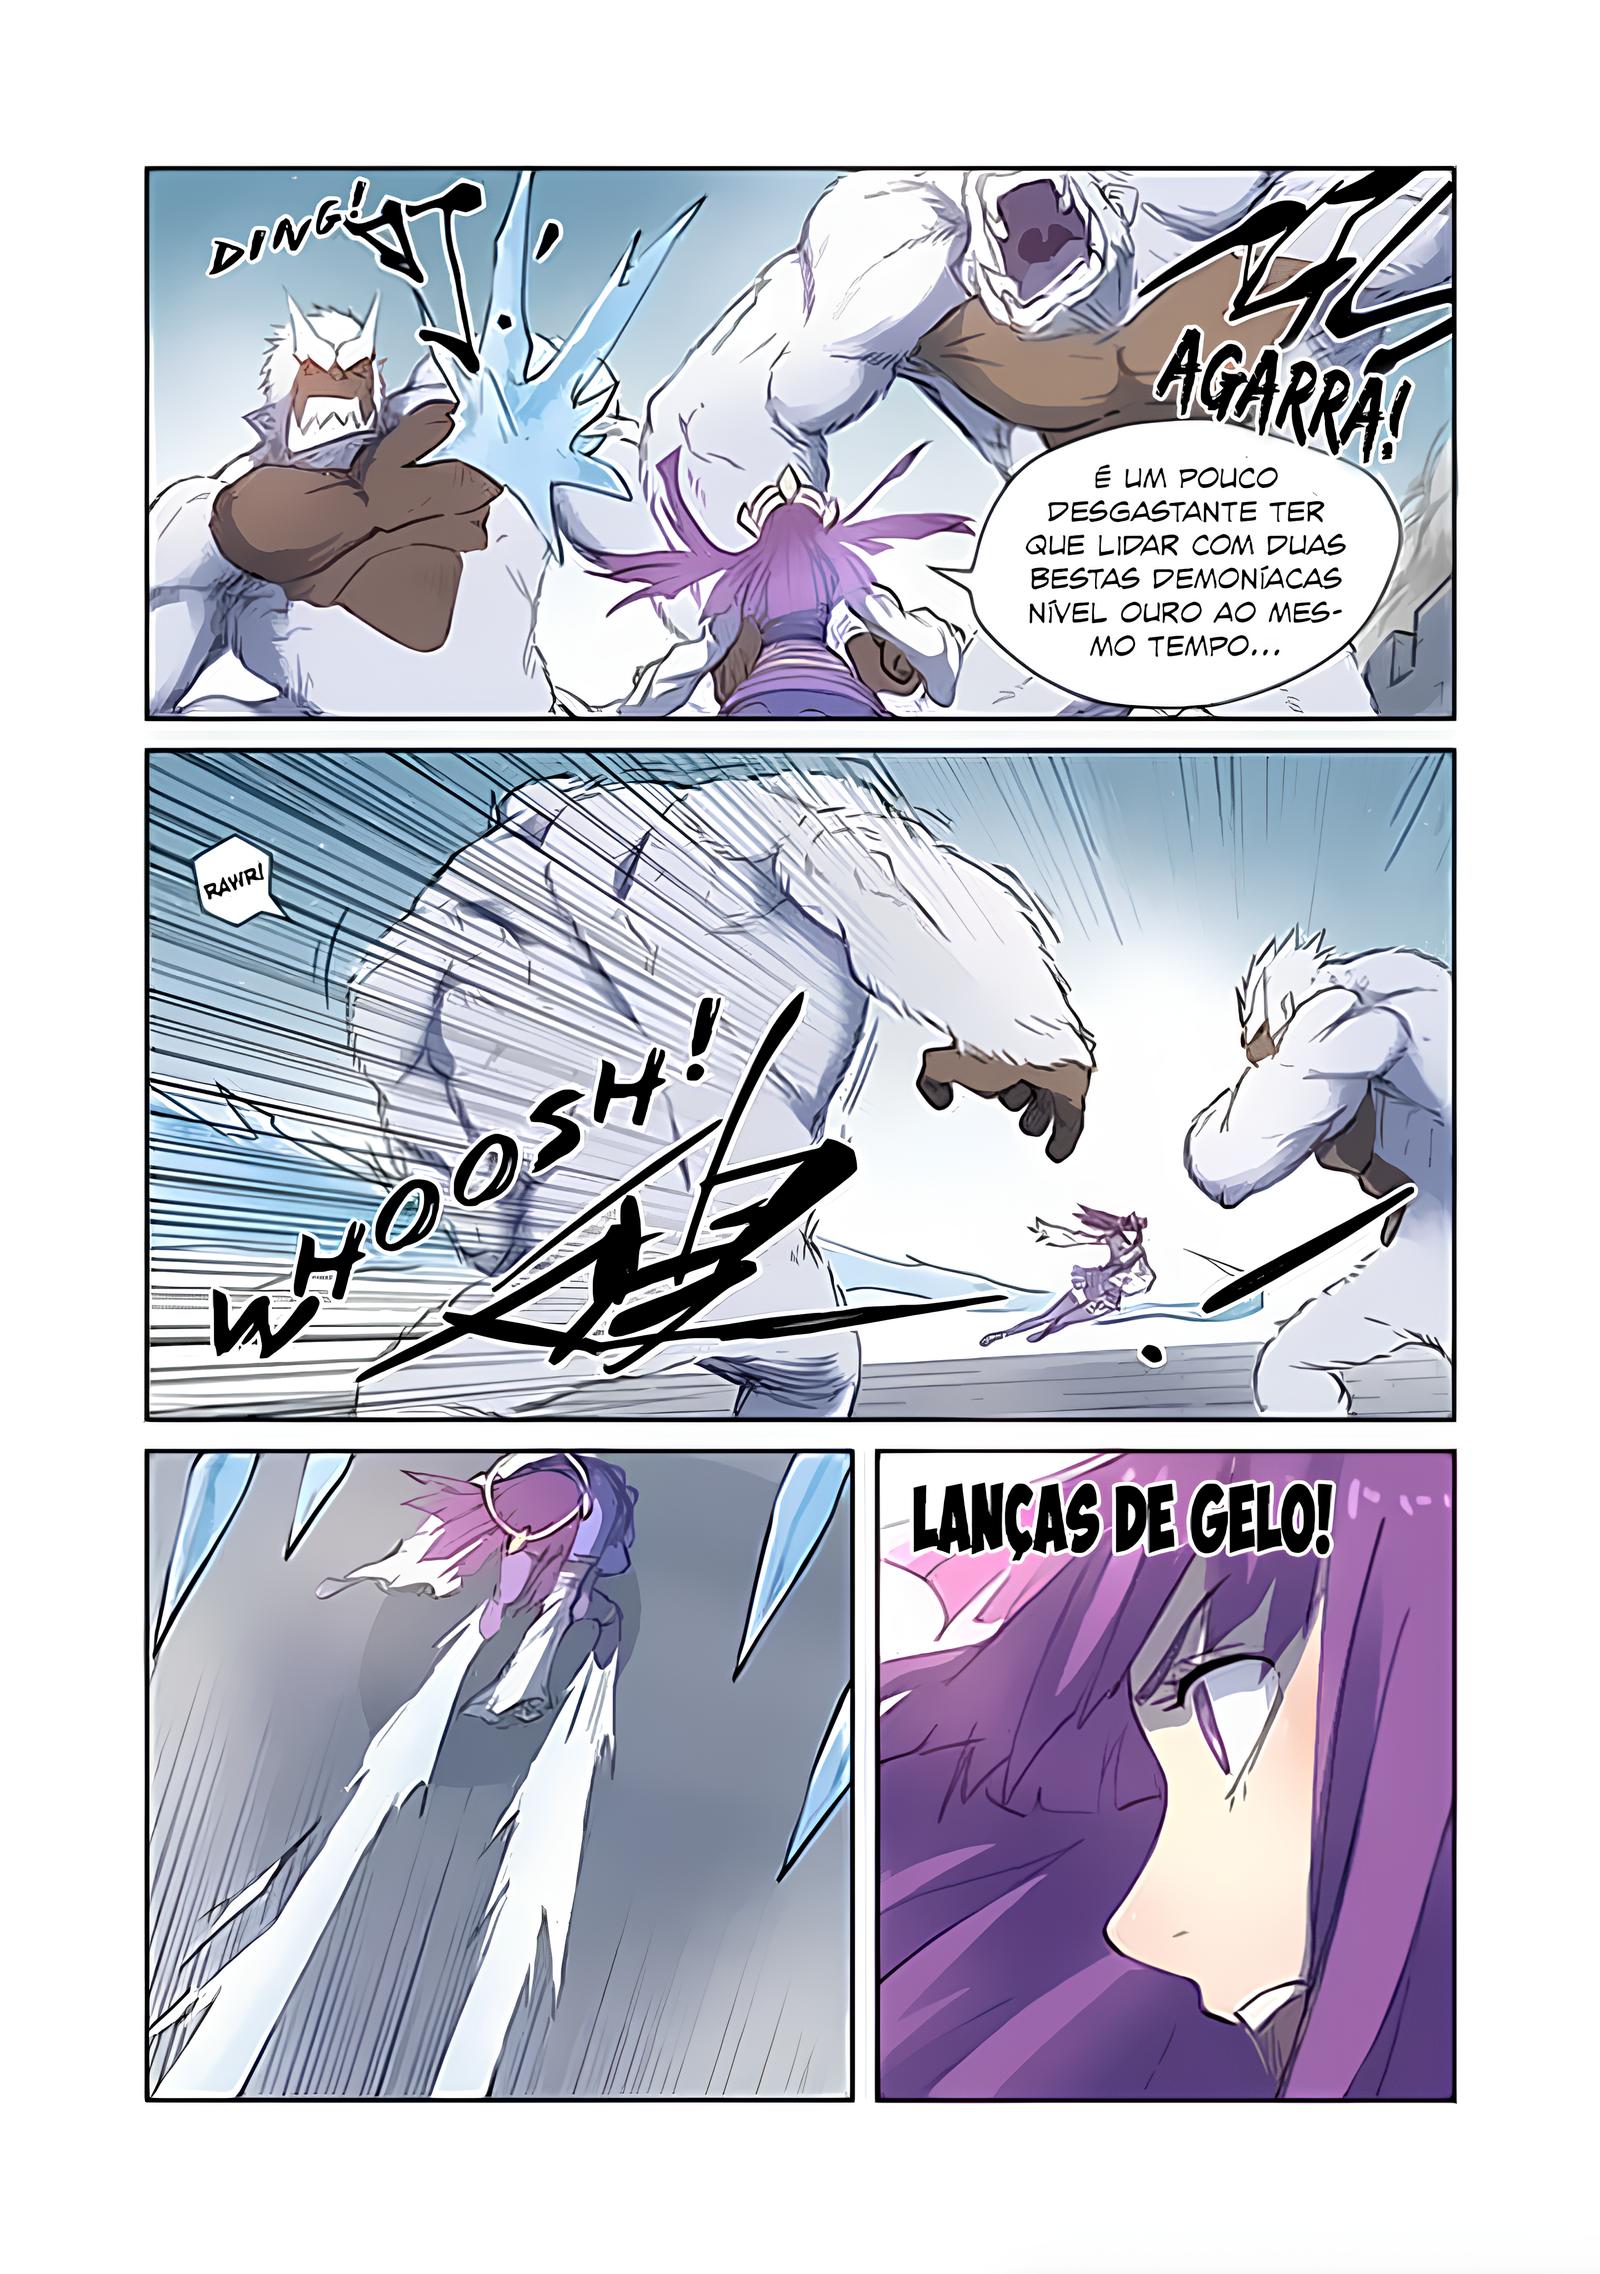 DING!
AGARRA!
É UM POUCO
DESGASTANTE TER
QUE LIDAR COM DUAS
BESTAS DEMONÍACAS
NÍVEL OURO AO MES-
MO TEMPO...
RAWR!
WHOOSH!
LANÇAS DE GELO!